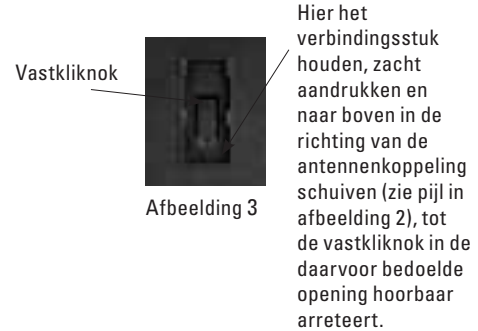 Vastkliknok
Afbeelding 3
Hier het
verbindingsstuk
houden, zacht
aandrukken en
naar boven in de
richting van de
antennenkoppeling
schuiven (zie pijl in
afbeelding 2), tot
de vastkliknok in de
daarvoor bedoelde
opening hoorbaar
arreteert.